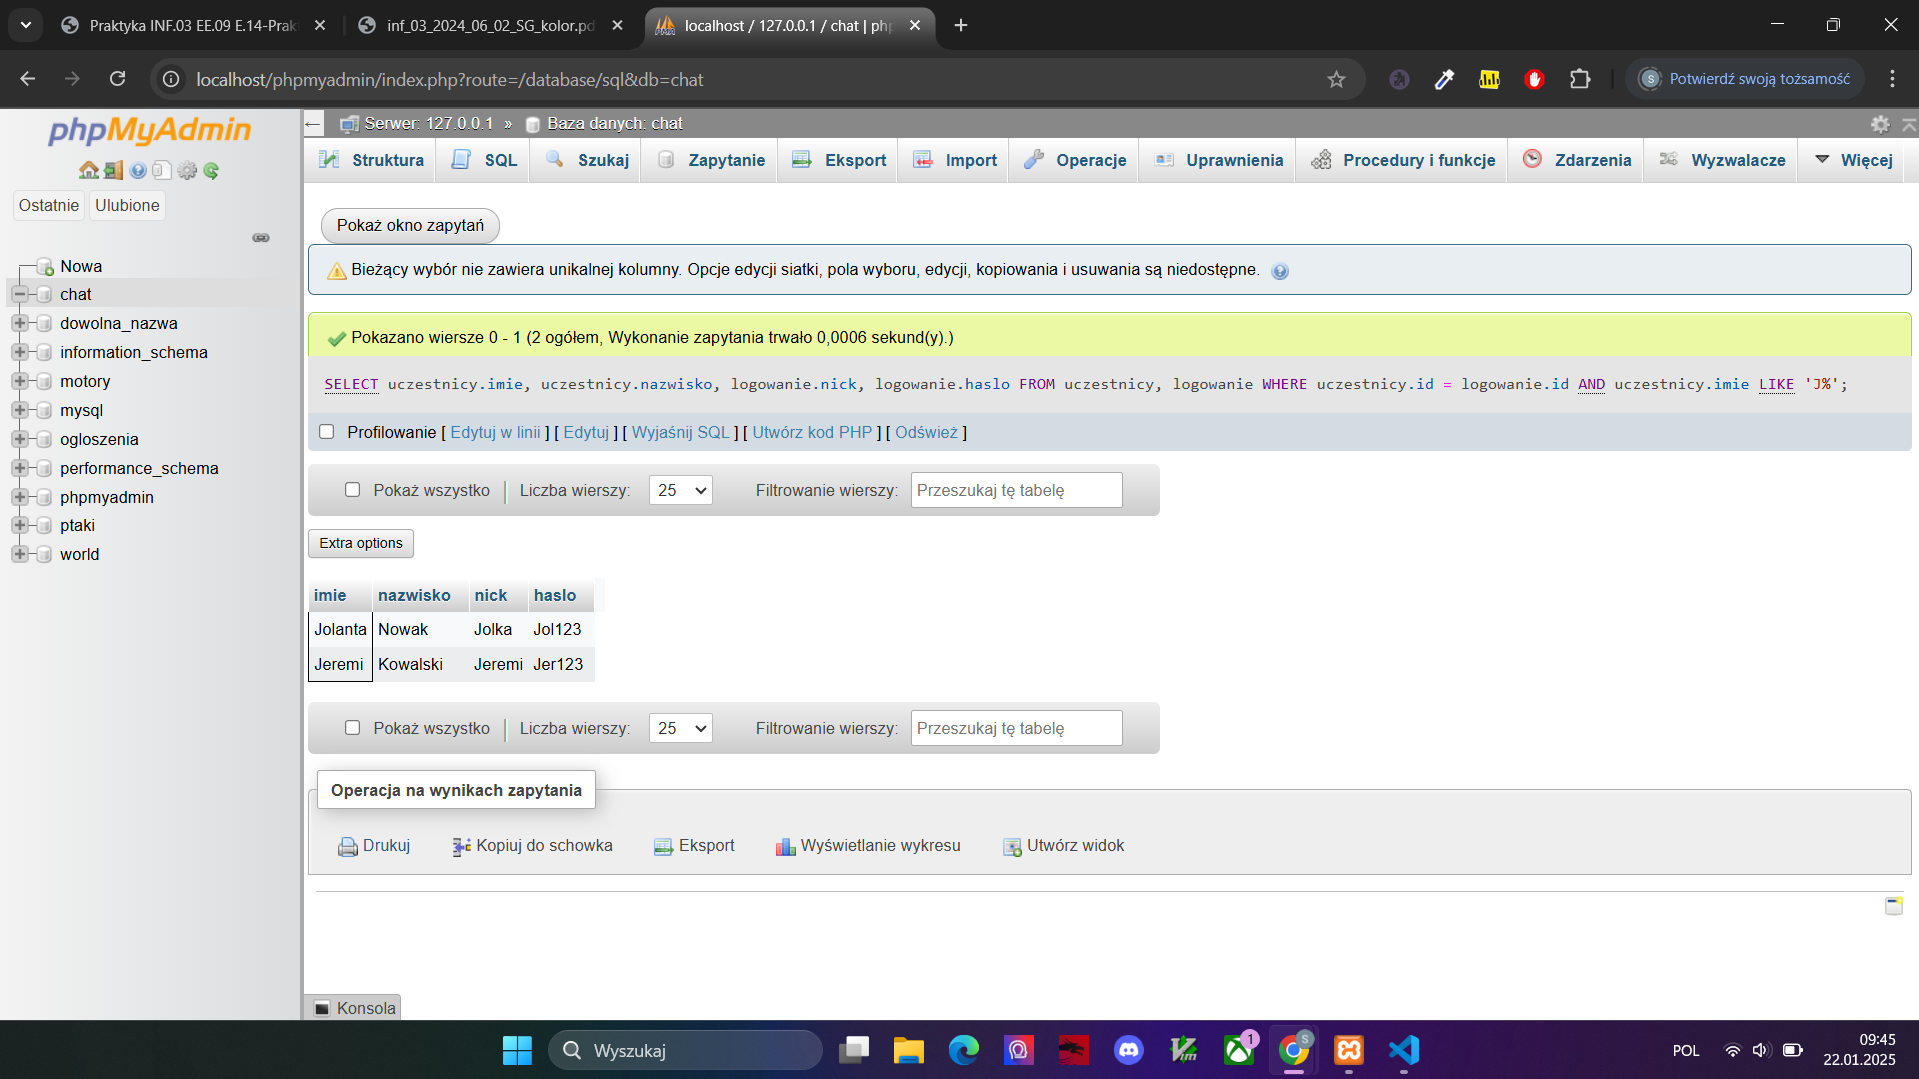 Praktyka INF.03 EE.09 E.14-Prak
inf_03_2024_06_02_SG_kolor.pd
localhost / 127.0.0.1 / chat | ph
localhost/phpmyadmin/index.php?route=/database/sql&db=chat
S
Potwierdź swoją tożsamość
phpMyAdmin
Serwer: 127.0.0.1 » Baza danych: chat
Struktura SQL Szukaj Zapytanie Eksport Import Operacje Uprawnienia Procedury i funkcje Zdarzenia Wyzwalacze Więcej
Ostatnie Ulubione
Nowa
chat
dowolna_nazwa
information_schema
motory
mysql
ogloszenia
performance_schema
phpmyadmin
ptaki
world
Pokaż okno zapytań
Bieżący wybór nie zawiera unikalnej kolumny. Opcje edycji siatki, pola wyboru, edycji, kopiowania i usuwania są niedostępne.
Pokazano wiersze 0 - 1 (2 ogółem, Wykonanie zapytania trwało 0,0006 sekund(y).)
SELECT uczestnicy.imie, uczestnicy.nazwisko, logowanie.nick, logowanie.haslo FROM uczestnicy, logowanie WHERE uczestnicy.id = logowanie.id AND uczestnicy.imie LIKE 'J%';
Profilowanie [ Edytuj w linii ] [ Edytuj ] [ Wyjaśnij SQL ] [ Utwórz kod PHP ] [ Odśwież ]
Pokaż wszystko | Liczba wierszy: 25 Filtrowanie wierszy: Przeszukaj tę tabelę
Extra options
imie nazwisko nick haslo
Jolanta Nowak Jolka Jol123
Jeremi Kowalski Jeremi Jer123
Pokaż wszystko | Liczba wierszy: 25 Filtrowanie wierszy: Przeszukaj tę tabelę
Operacja na wynikach zapytania
Drukuj Kopiuj do schowka Eksport Wyświetlanie wykresu Utwórz widok
Konsola
Wyszukaj
1
S
POL
09:45
22.01.2025